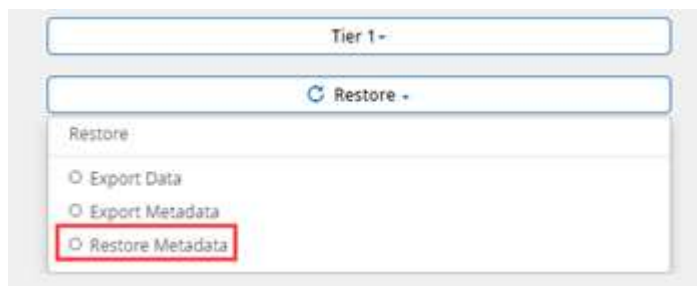 Tier 1
Restore
Restore
Export Data
Export Metadata
Restore Metadata